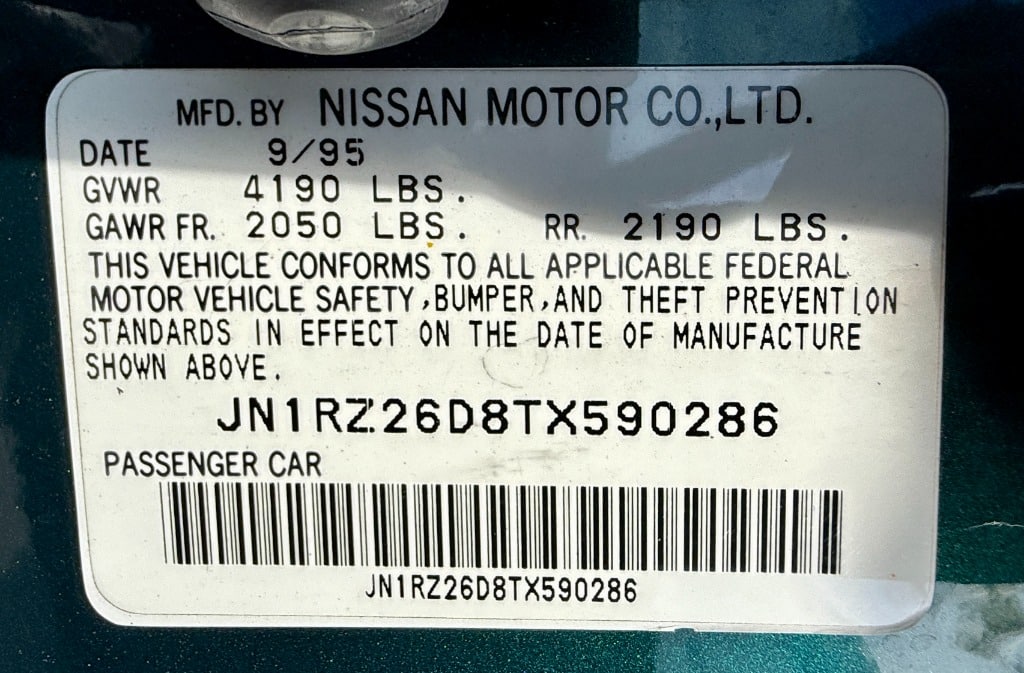 MFD. BY NISSAN MOTOR CO.,LTD.
DATE 9/95
GVWR 4190 LBS.
GAWR FR. 2050 LBS. RR. 2190 LBS.
THIS VEHICLE CONFORMS TO ALL APPLICABLE FEDERAL
MOTOR VEHICLE SAFETY,BUMPER,AND THEFT PREVENTION
STANDARDS IN EFFECT ON THE DATE OF MANUFACTURE
SHOWN ABOVE.
JN1RZ26D8TX590286
PASSENGER CAR
JN1RZ26D8TX590286